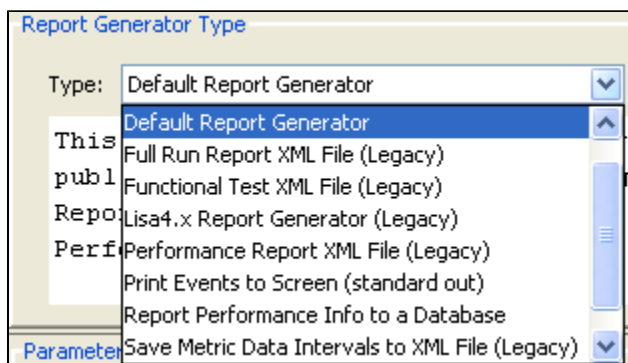 Report Generator Type
Type: Default Report Generator
Default Report Generator
This
Full Run Report XML File (Legacy)
publ
Functional Test XML File (Legacy)
Repo
Lisa4.x Report Generator (Legacy)
Perf
Performance Report XML File (Legacy)
Print Events to Screen (standard out)
Report Performance Info to a Database
Parameter
Save Metric Data Intervals to XML File (Legacy)